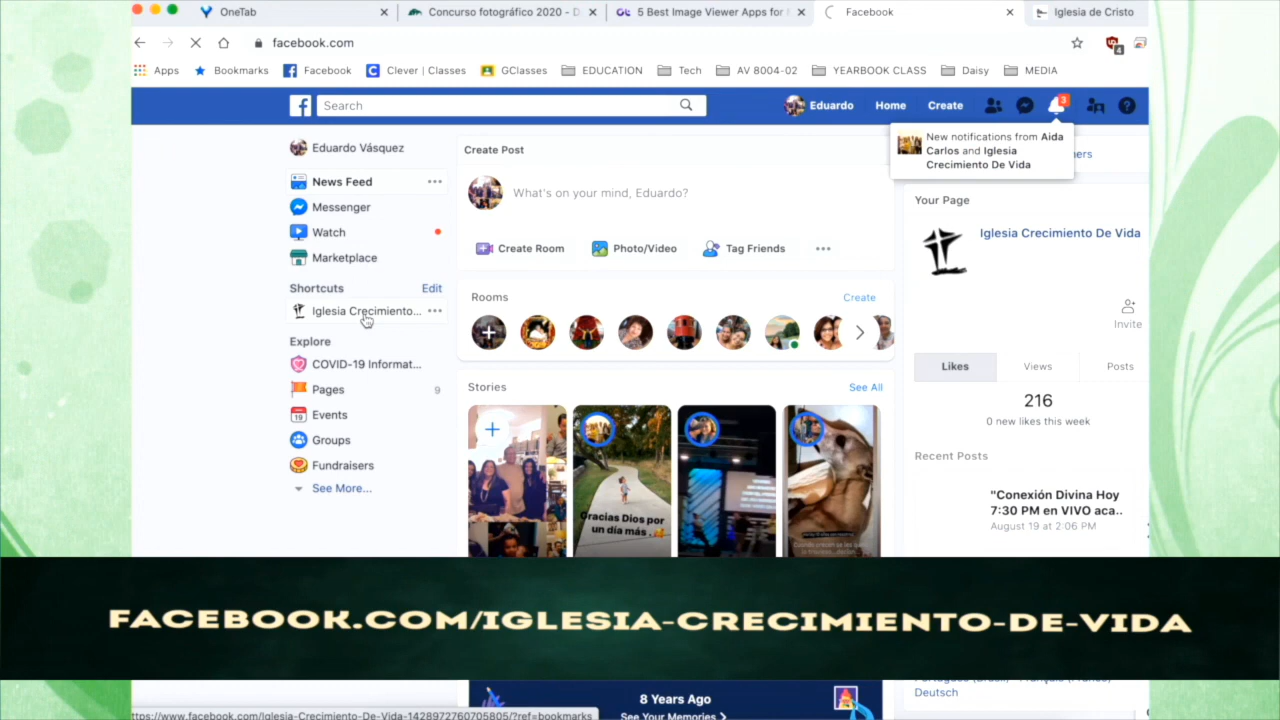 OneTab
Concurso fotográfico 2020 - D
5 Best Image Viewer Apps for
Facebook
Iglesia de Cristo
facebook.com
4
Apps
Bookmarks
Facebook
Clever | Classes
GClasses
EDUCATION
Tech
AV 8004-02
YEARBOOK CLASS
Daisy
MEDIA
Search
Eduardo
Home
Create
3
New notifications from Aida
Carlos and Iglesia
Crecimiento De Vida
Eduardo Vásquez
News Feed
Messenger
Watch
Marketplace
Shortcuts
Edit
Iglesia Crecimiento...
Explore
COVID-19 Informat...
Pages
9
Events
19
Groups
Fundraisers
See More...
Create Post
What's on your mind, Eduardo?
Create Room
Photo/Video
Tag Friends
Rooms
Create
Stories
See All
Gracias Dios por
un día más
Your Page
Iglesia Crecimiento De Vida
Invite
Likes
Views
Posts
216
0 new likes this week
Recent Posts
"Conexión Divina Hoy
7:30 PM en VIVO aca..
August 19 at 2:06 PM
FACEBOOK.COM/IGLESIA-CRECIMIENTO-DE-VIDA
Deutsch
8 Years Ago
See Your Memories
ttps://www.facebook.com/Iglesia-Crecimiento-De-Vida-1428972760705805/?ref=bookmarks